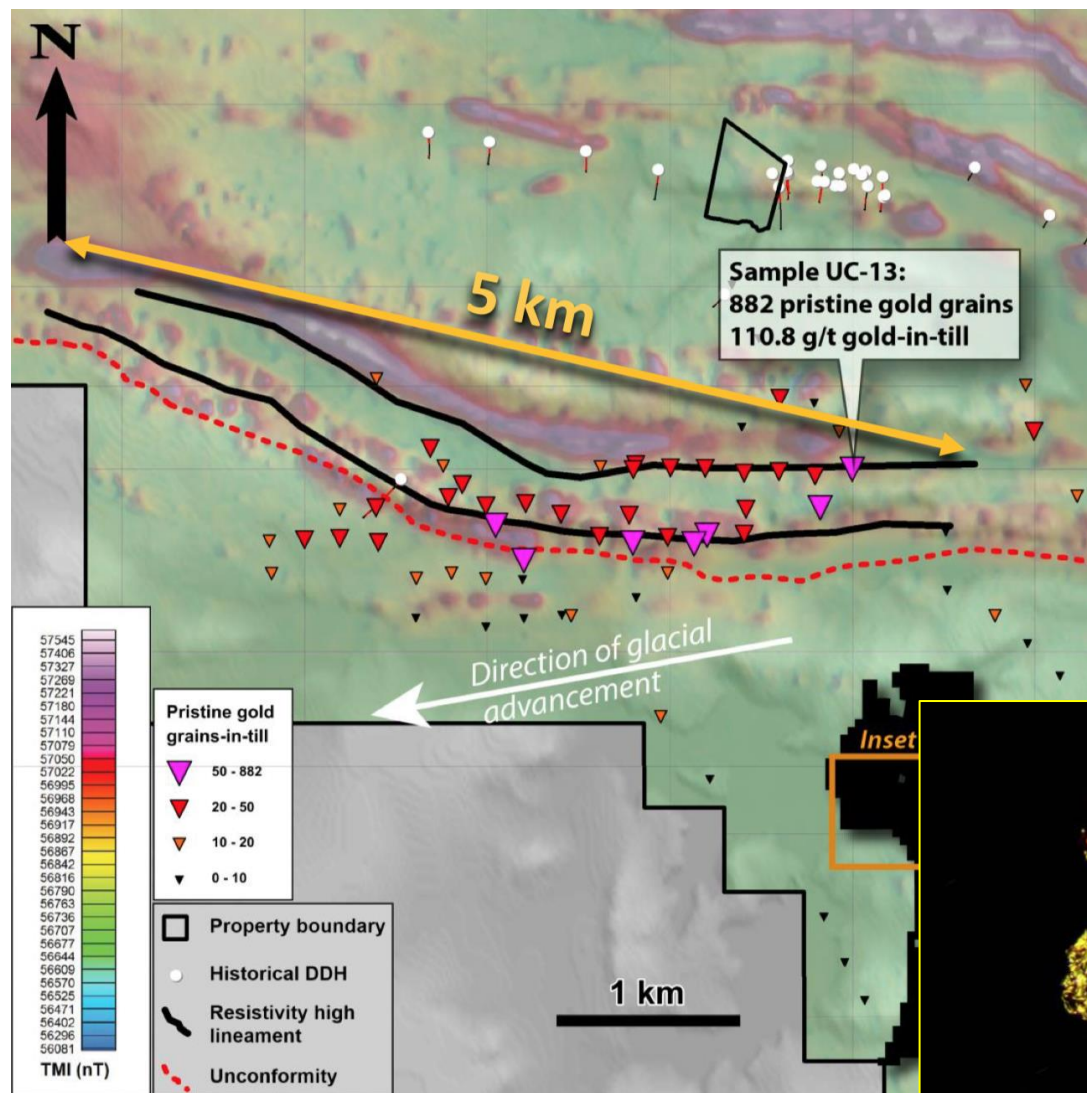 N
5 km
Sample UC-13:
882 pristine gold grains
110.8 g/t gold-in-till
Direction of glacial
advancement
Inset
57545
57406
57327
57269
57221
57180
57144
57110
57079
57050
57022
56995
56968
56943
56917
56892
56867
56842
56816
56790
56763
56736
56707
56677
56644
56609
56570
56525
56471
56402
56296
56081
TMI (nT)
Pristine gold
grains-in-till
50 - 882
20 - 50
10 - 20
0 - 10
Property boundary
Historical DDH
Resistivity high
lineament
Unconformity
1 km